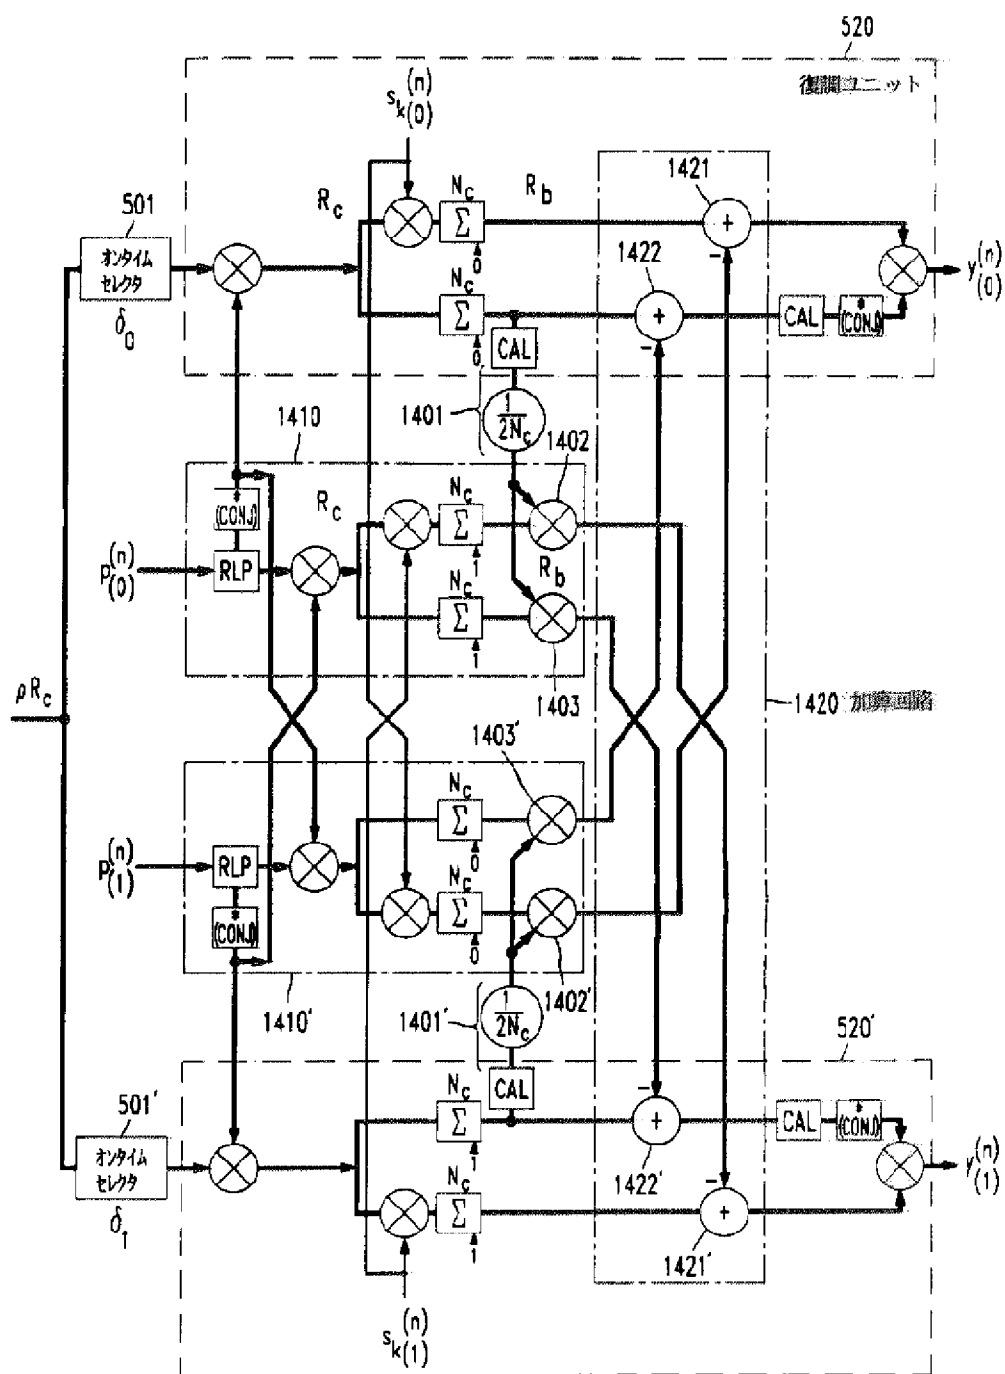 520
復調ユニット
s_k(0)^(n)
1421
501
R_c
N_c
R_b
オンタイム
セレクタ
Σ
+
0
1422
y_(0)^(n)
δ_0
N_c
Σ
+
CAL
*
(CONJ)
0
CAL
1401
1/2N_c
1410
1402
*
(CONJ)
R_c
N_c
Σ
p_(0)^(n)
RLP
1
N_c
R_b
Σ
1
1403
ρR_c
1420 加算回路
1403'
N_c
Σ
0
p_(1)^(n)
RLP
N_c
Σ
*
(CONJ)
0
1402'
1410'
1401'
1/2N_c
520'
501'
N_c
CAL
Σ
+
CAL
*
(CONJ)
1
オンタイム
セレクタ
N_c
1422'
y_(1)^(n)
Σ
+
δ_1
1
1421'
s_k(1)^(n)